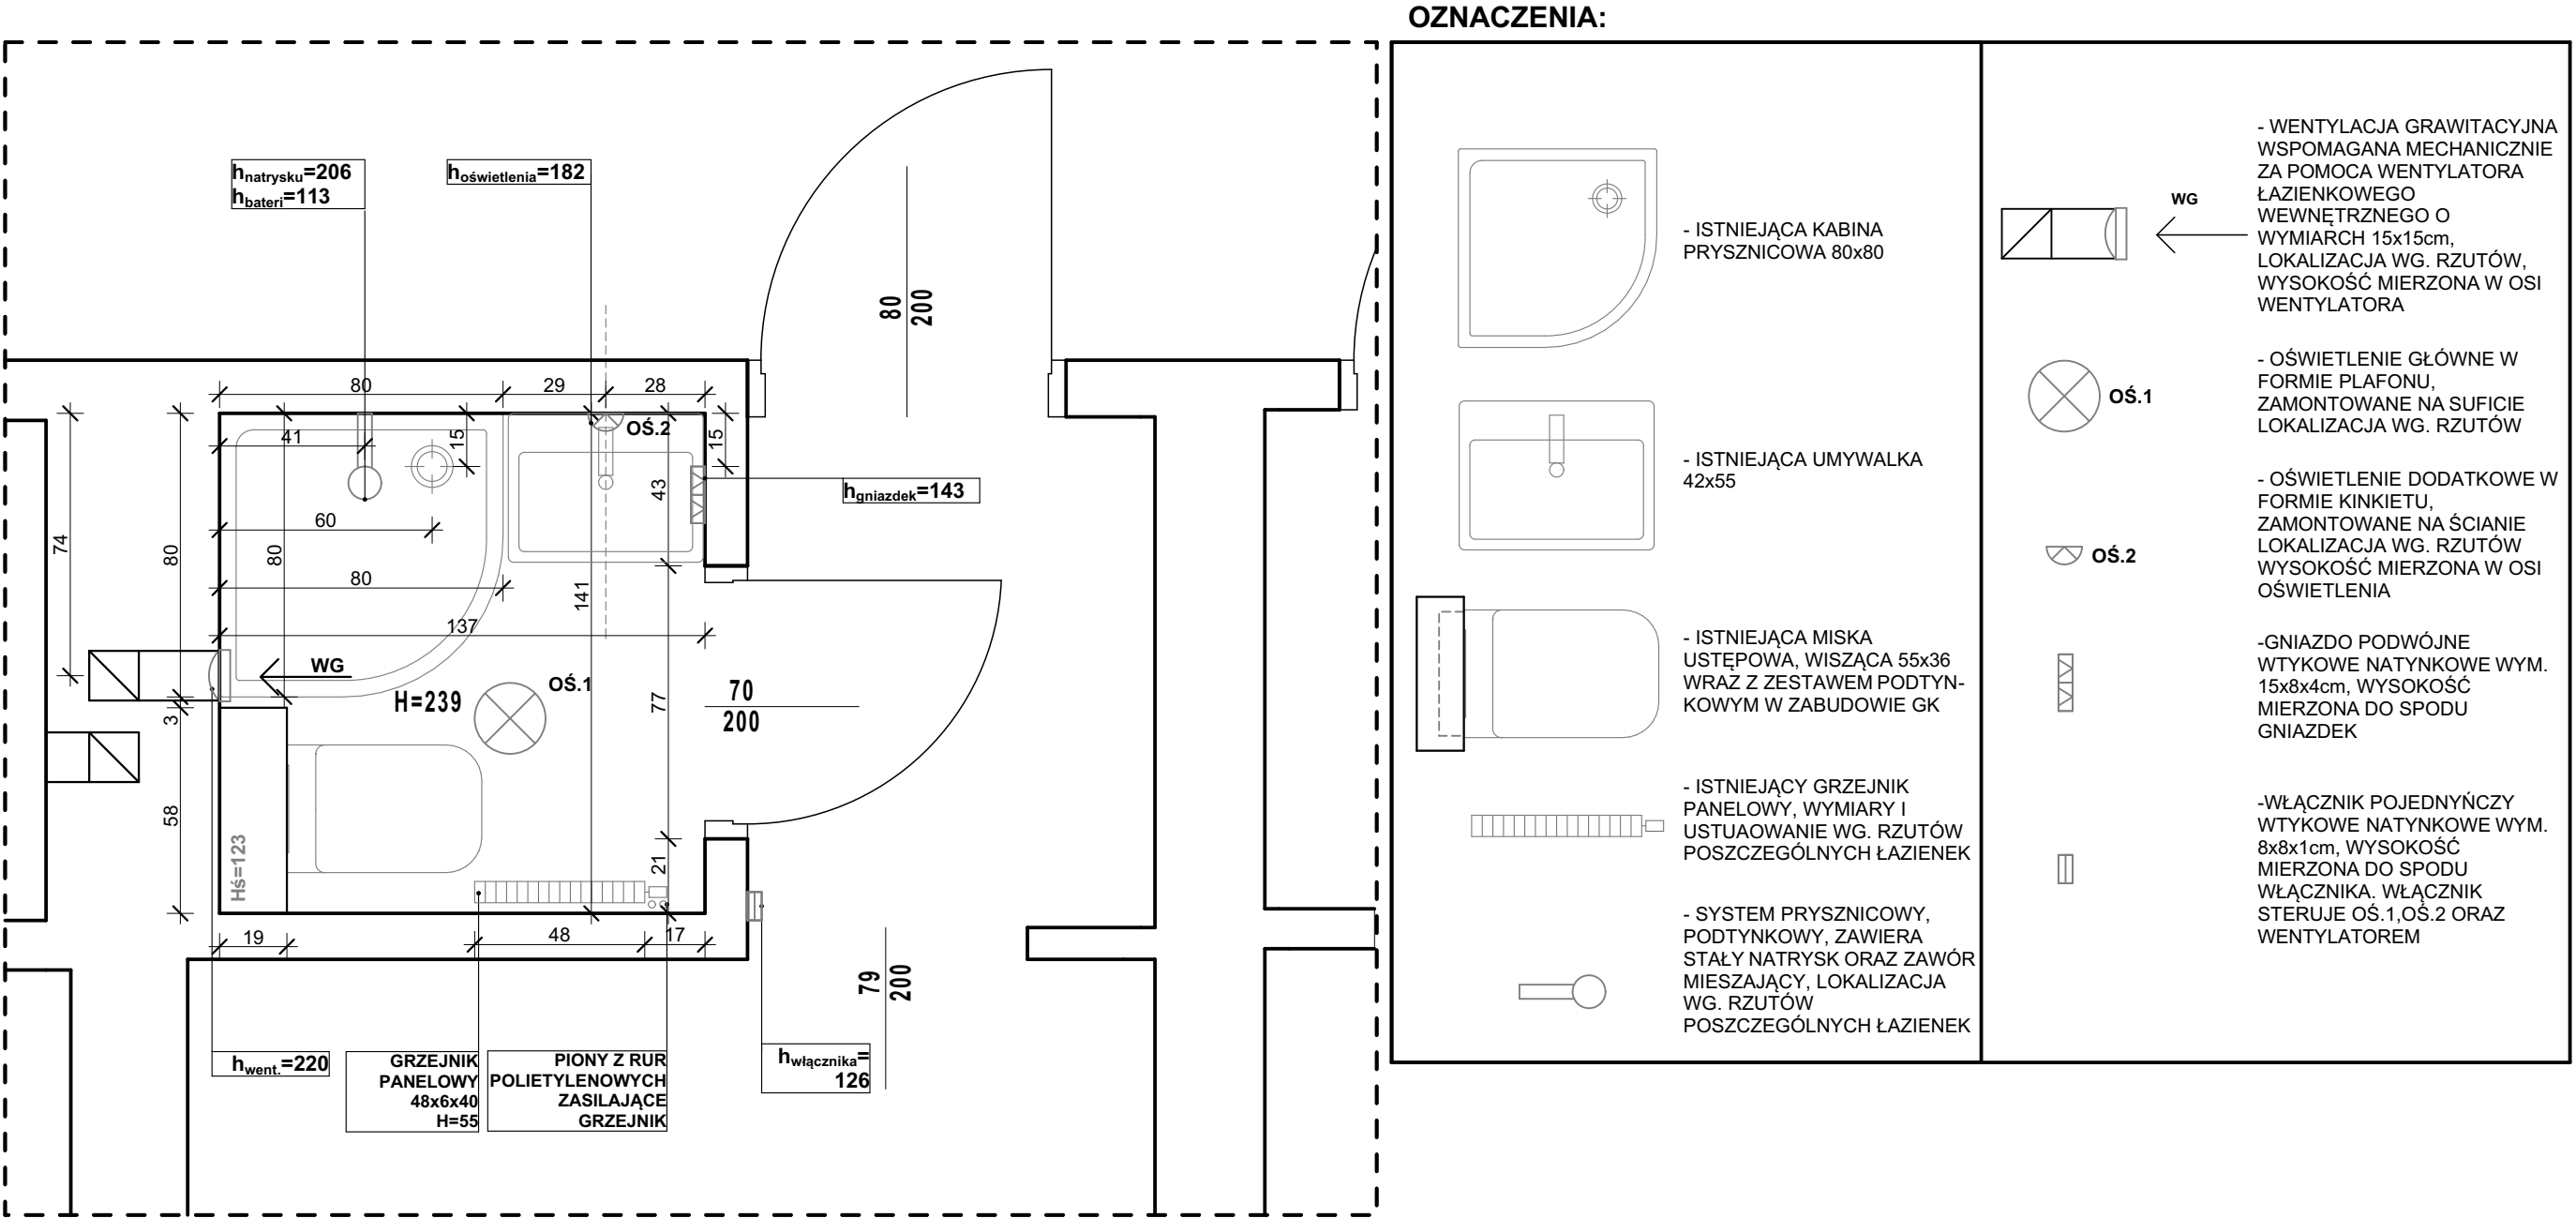 OZNACZENIA:
hnatrysku=206
hbateri=113
hoświetlenia=182
80
200
80
29
28
41
15
OŚ.2
15
43
hgniazdek=143
60
74
80
80
80
141
137
WG
OŚ.1
H=239
77
70
200
3
58
Hś=123
21
19
48
17
79
200
hwent.=220
GRZEJNIK
PANELOWY
48x6x40
H=55
PIONY Z RUR
POLIETYLENOWYCH
ZASILAJĄCE
GRZEJNIK
hwłącznika=
126
- ISTNIEJĄCA KABINA
PRYSZNICOWA 80x80
- ISTNIEJĄCA UMYWALKA
42x55
- ISTNIEJĄCA MISKA
USTĘPOWA, WISZĄCA 55x36
WRAZ Z ZESTAWEM PODTYN-
KOWYM W ZABUDOWIE GK
- ISTNIEJĄCY GRZEJNIK
PANELOWY, WYMIARY I
USTUAOWANIE WG. RZUTÓW
POSZCZEGÓLNYCH ŁAZIENEK
- SYSTEM PRYSZNICOWY,
PODTYNKOWY, ZAWIERA
STAŁY NATRYSK ORAZ ZAWÓR
MIESZAJĄCY, LOKALIZACJA
WG. RZUTÓW
POSZCZEGÓLNYCH ŁAZIENEK
WG
- WENTYLACJA GRAWITACYJNA
WSPOMAGANA MECHANICZNIE
ZA POMOCA WENTYLATORA
ŁAZIENKOWEGO
WEWNĘTRZNEGO O
WYMIARCH 15x15cm,
LOKALIZACJA WG. RZUTÓW,
WYSOKOŚĆ MIERZONA W OSI
WENTYLATORA
OŚ.1
- OŚWIETLENIE GŁÓWNE W
FORMIE PLAFONU,
ZAMONTOWANE NA SUFICIE
LOKALIZACJA WG. RZUTÓW
OŚ.2
- OŚWIETLENIE DODATKOWE W
FORMIE KINKIETU,
ZAMONTOWANE NA ŚCIANIE
LOKALIZACJA WG. RZUTÓW
WYSOKOŚĆ MIERZONA W OSI
OŚWIETLENIA
-GNIAZDO PODWÓJNE
WTYKOWE NATYNKOWE WYM.
15x8x4cm, WYSOKOŚĆ
MIERZONA DO SPODU
GNIAZDEK
-WŁĄCZNIK POJEDNYŃCZY
WTYKOWE NATYNKOWE WYM.
8x8x1cm, WYSOKOŚĆ
MIERZONA DO SPODU
WŁĄCZNIKA. WŁĄCZNIK
STERUJE OŚ.1,OŚ.2 ORAZ
WENTYLATOREM